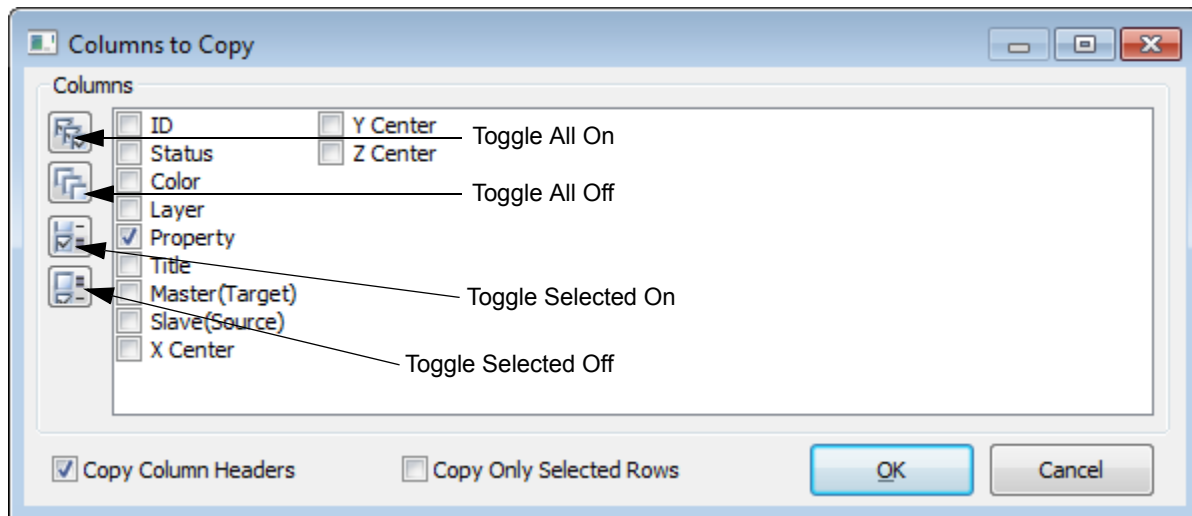 Columns to Copy
Columns
ID
Status
Color
Layer
Property
Title
Master(Target)
Slave(Source)
X Center
Y Center
Z Center
Toggle All On
Toggle All Off
Toggle Selected On
Toggle Selected Off
Copy Column Headers
Copy Only Selected Rows
OK
Cancel